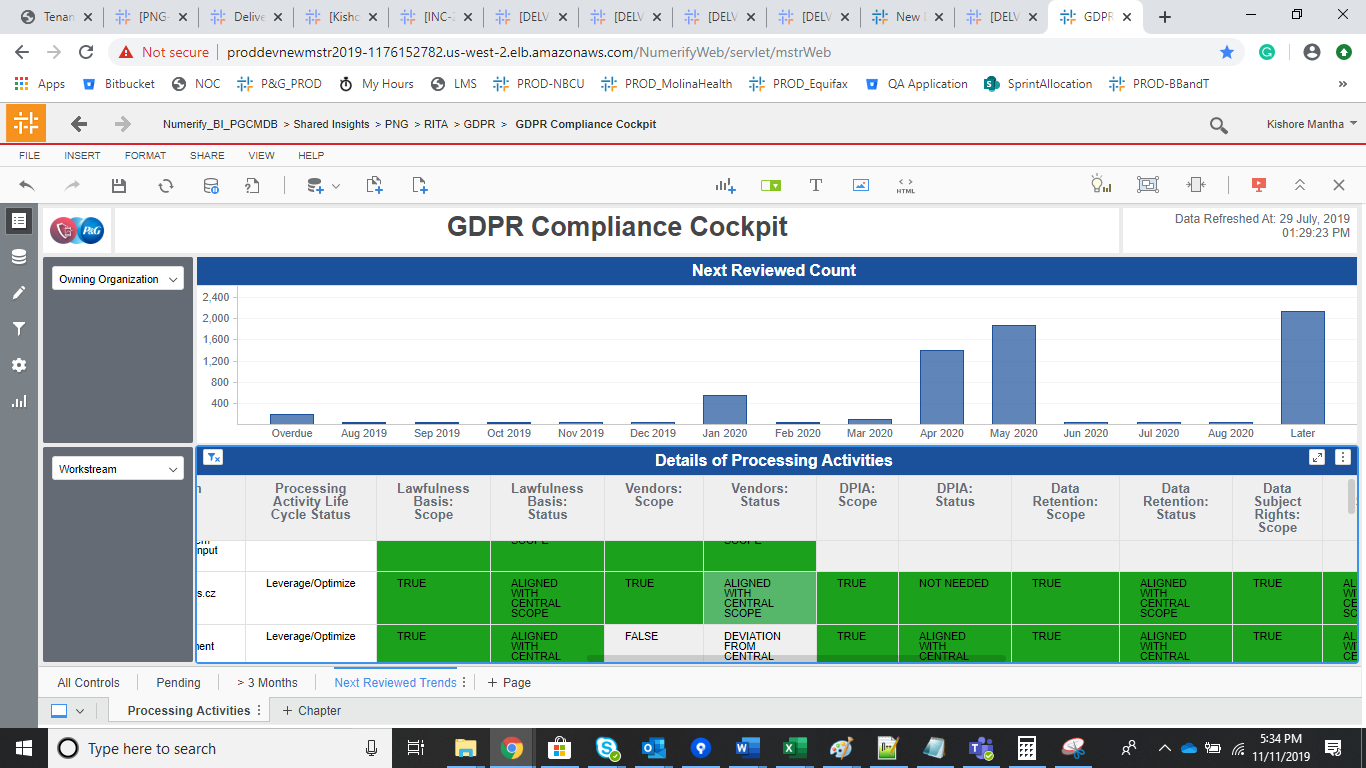 Tenan
[PNG-
Delive
[Kisho
[INC-
[DELV
[DELV
[DELV
[DELV
New
[DELV
GDPR
Not secure
proddevnewmstr2019-1176152782.us-west-2.elb.amazonaws.com/NumerifyWeb/servlet/mstrWeb
Apps
Bitbucket
NOC
P&G_PROD
My Hours
LMS
PROD-NBCU
PROD_MolinaHealth
PROD_Equifax
QA Application
SprintAllocation
PROD-BBandT
»
Numerify_BI_PGCMDB > Shared Insights > PNG > RITA > GDPR > GDPR Compliance Cockpit
Kishore Mantha
FILE INSERT FORMAT SHARE VIEW HELP
HTML
P&G
GDPR Compliance Cockpit
Data Refreshed At: 29 July, 2019
01:29:23 PM
Owning Organization
Next Reviewed Count
2,400
2,000
1,600
1,200
800
400
Overdue Aug 2019 Sep 2019 Oct 2019 Nov 2019 Dec 2019 Jan 2020 Feb 2020 Mar 2020 Apr 2020 May 2020 Jun 2020 Jul 2020 Aug 2020 Later
Workstream
Details of Processing Activities
Processing
Activity Life
Cycle Status
Lawfulness
Basis:
Scope
Lawfulness
Basis:
Status
Vendors:
Scope
Vendors:
Status
DPIA:
Scope
DPIA:
Status
Data
Retention:
Scope
Data
Retention:
Status
Data
Subject
Rights:
Scope
nput
SCOPE
SCOPE
s.cz
Leverage/Optimize
TRUE
ALIGNED
WITH
CENTRAL
SCOPE
TRUE
ALIGNED
WITH
CENTRAL
SCOPE
TRUE
NOT NEEDED
TRUE
ALIGNED
WITH
CENTRAL
SCOPE
TRUE
AL
WI
CE
SC
nent
Leverage/Optimize
TRUE
ALIGNED
WITH
CENTRAL
FALSE
DEVIATION
FROM
CENTRAL
TRUE
ALIGNED
WITH
CENTRAL
TRUE
ALIGNED
WITH
CENTRAL
TRUE
AL
WI
CE
All Controls
Pending
> 3 Months
Next Reviewed Trends
+ Page
Processing Activities
+ Chapter
Type here to search
5:34 PM
11/11/2019